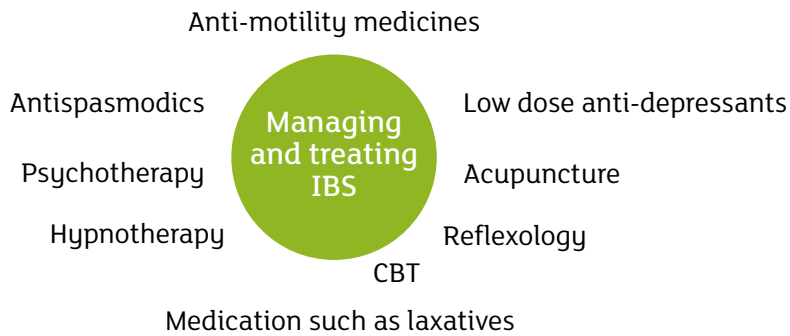 Anti-motility medicines
Antispasmodics
Low dose anti-depressants
Managing
and treating
IBS
Psychotherapy
Acupuncture
Hypnotherapy
Reflexology
CBT
Medication such as laxatives